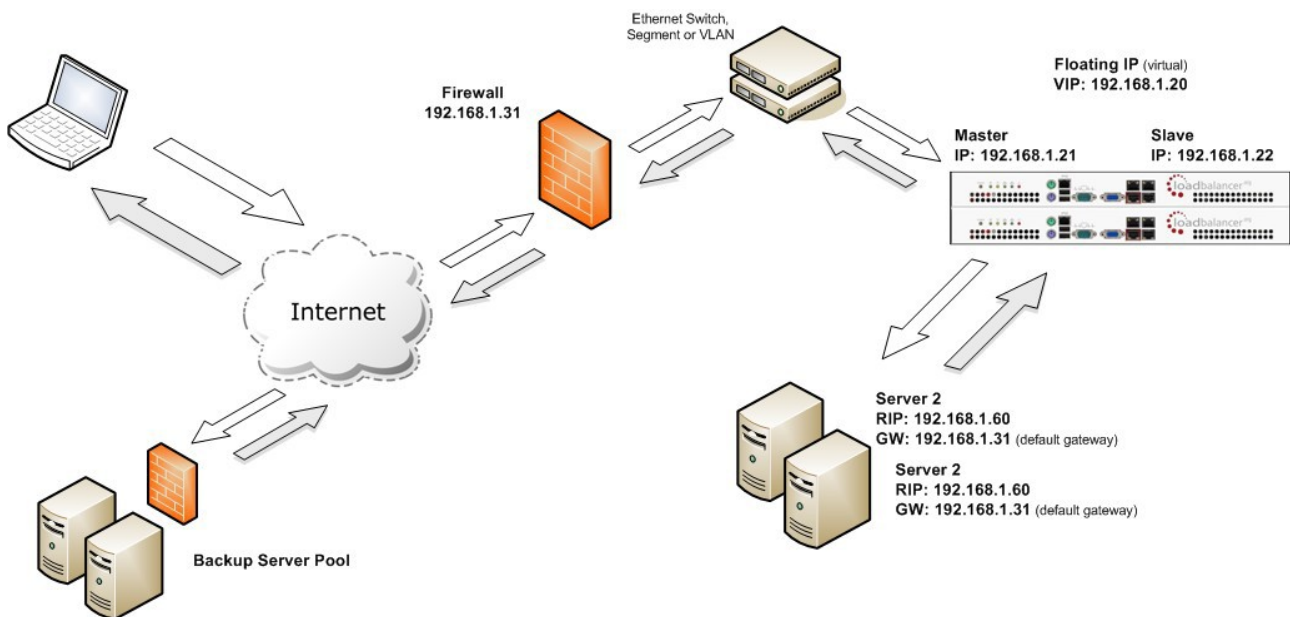 Ethernet Switch,
Segment or VLAN
Floating IP (virtual)
VIP: 192.168.1.20
Firewall
192.168.1.31
Master
IP: 192.168.1.21
Slave
IP: 192.168.1.22
loadbalancer.org
loadbalancer.org
Internet
Server 2
RIP: 192.168.1.60
GW: 192.168.1.31 (default gateway)
Server 2
RIP: 192.168.1.60
GW: 192.168.1.31 (default gateway)
Backup Server Pool